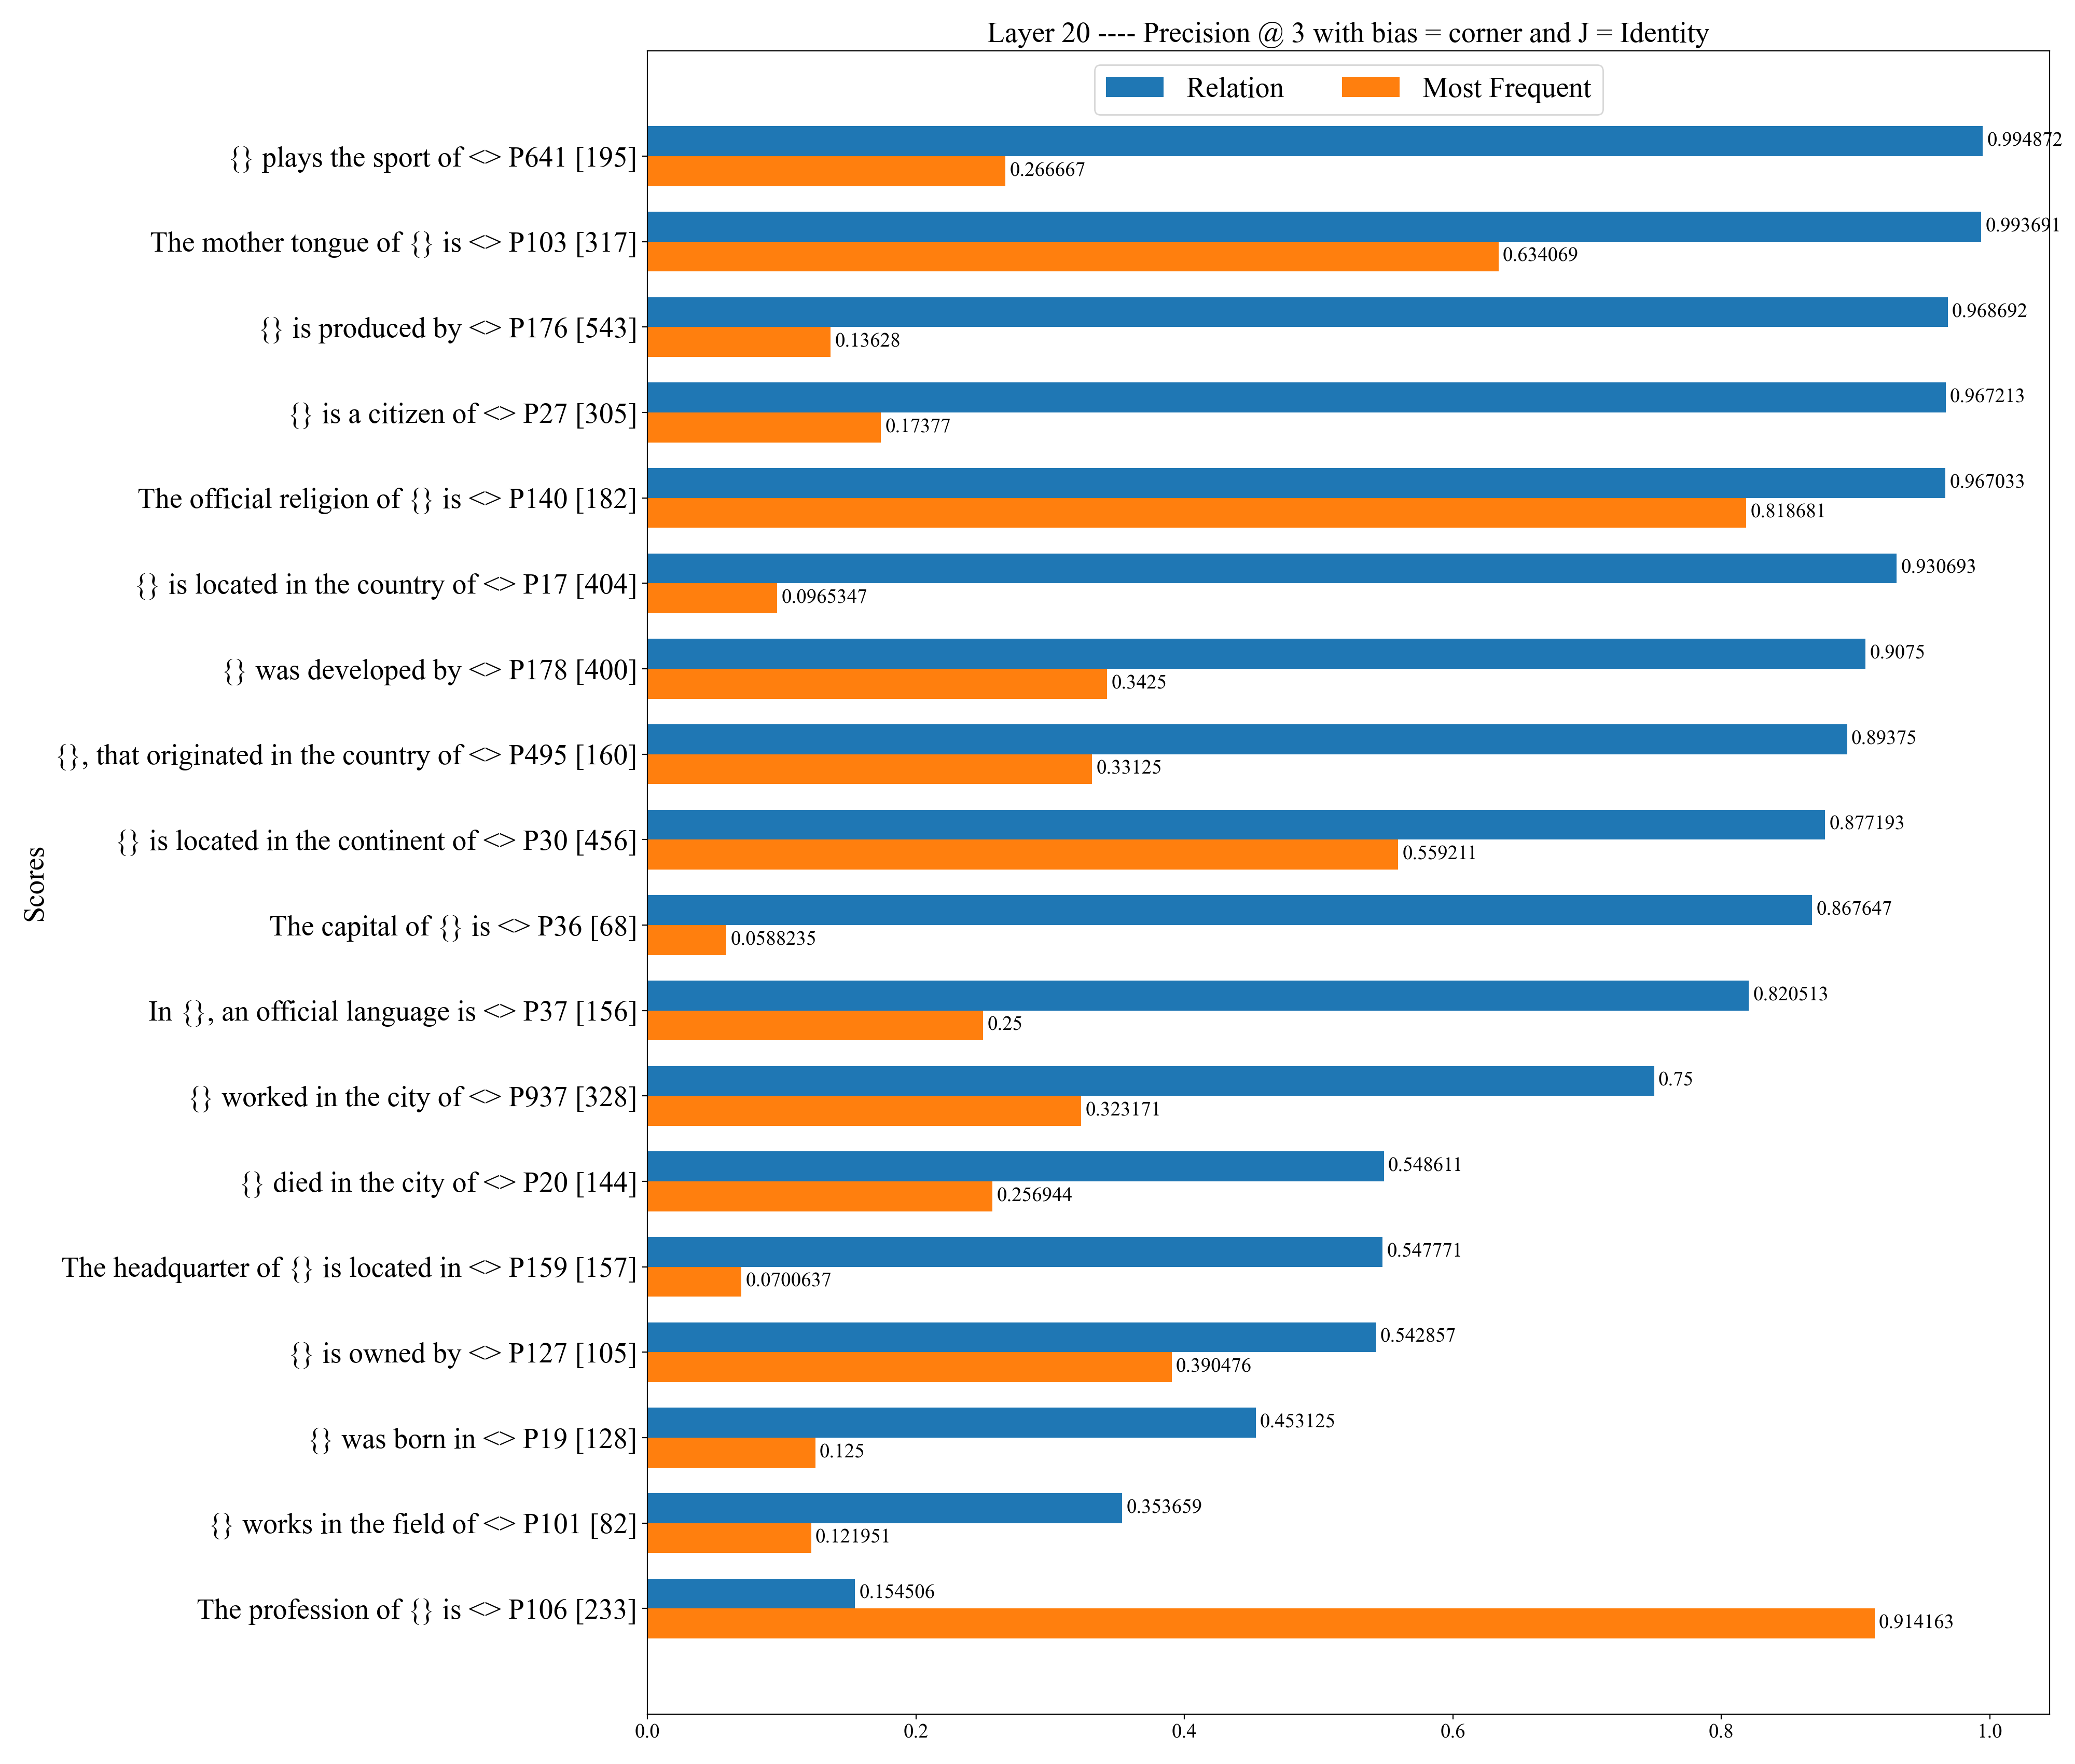 Layer 20 ---- Precision @ 3 with bias = corner and J = Identity
Relation
Most Frequent
{} plays the sport of <> P641 [195]
0.994872
0.266667
The mother tongue of {} is <> P103 [317]
0.993691
0.634069
{} is produced by <> P176 [543]
0.968692
0.13628
{} is a citizen of <> P27 [305]
0.967213
0.17377
The official religion of {} is <> P140 [182]
0.967033
0.818681
{} is located in the country of <> P17 [404]
0.930693
0.0965347
{} was developed by <> P178 [400]
0.9075
0.3425
{}, that originated in the country of <> P495 [160]
0.89375
0.33125
{} is located in the continent of <> P30 [456]
0.877193
0.559211
The capital of {} is <> P36 [68]
0.867647
0.0588235
In {}, an official language is <> P37 [156]
0.820513
0.25
{} worked in the city of <> P937 [328]
0.75
0.323171
{} died in the city of <> P20 [144]
0.548611
0.256944
The headquarter of {} is located in <> P159 [157]
0.547771
0.0700637
{} is owned by <> P127 [105]
0.542857
0.390476
{} was born in <> P19 [128]
0.453125
0.125
{} works in the field of <> P101 [82]
0.353659
0.121951
The profession of {} is <> P106 [233]
0.154506
0.914163
Scores
0.0
0.2
0.4
0.6
0.8
1.0